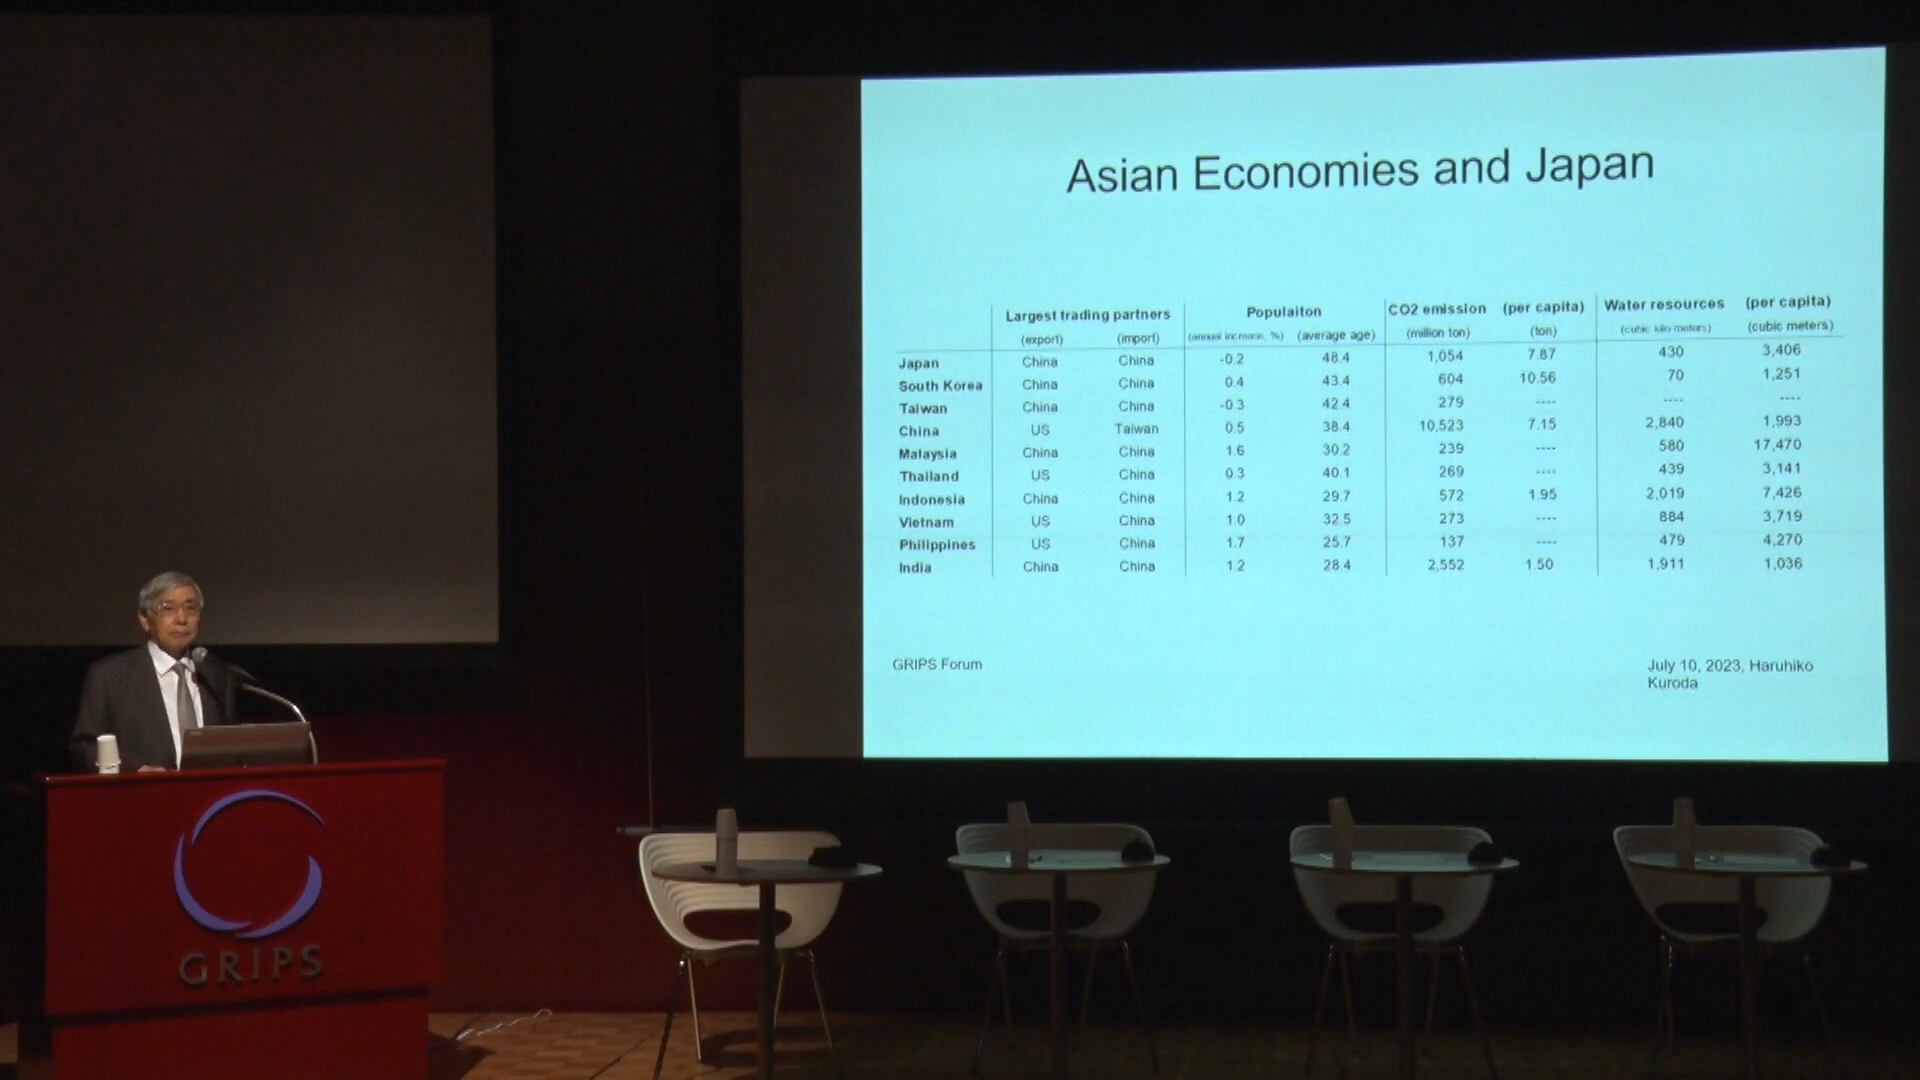 Asian Economies and Japan
Largest trading partners Populaiton CO2 emission (per capita) Water resources (per capita)
(export) (import) (annual increase, %) (average age) (million ton) (ton) (cubic kilo meters) (cubic meters)
Japan China China -0.2 48.4 1,054 7.87 430 3,406
South Korea China China 0.4 43.4 604 10.56 70 1,251
Taiwan China China -0.3 42.4 279 ---- ---- ----
China US Taiwan 0.5 38.4 10,523 7.15 2,840 1,993
Malaysia China China 1.6 30.2 239 ---- 580 17,470
Thailand US China 0.3 40.1 269 ---- 439 3,141
Indonesia China China 1.2 29.7 572 1.95 2,019 7,426
Vietnam US China 1.0 32.5 273 ---- 884 3,719
Philippines US China 1.7 25.7 137 ---- 479 4,270
India China China 1.2 28.4 2,552 1.50 1,911 1,036
GRIPS Forum
July 10, 2023, Haruhiko
Kuroda
GRIPS